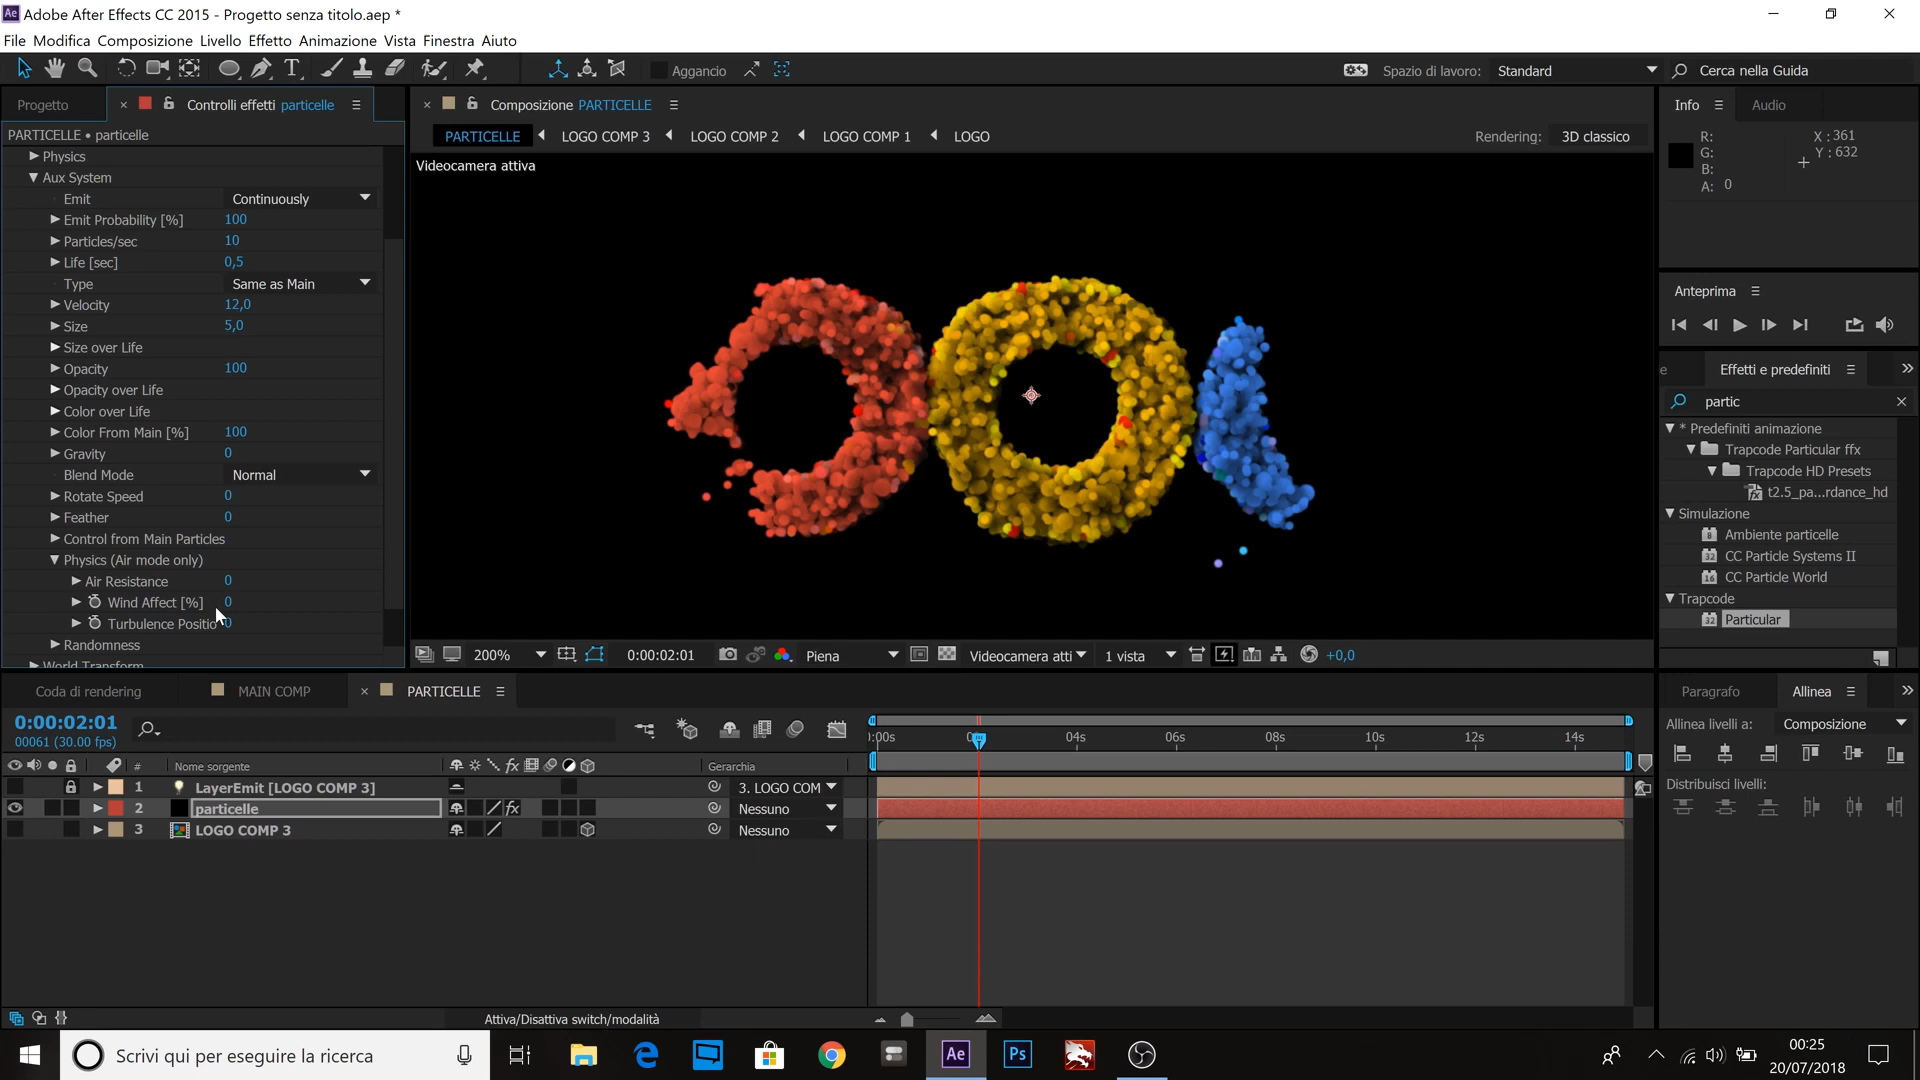 Adobe After Effects CC 2015 - Progetto senza titolo.aep *
File Modifica Composizione Livello Effetto Animazione Vista Finestra Aiuto
Aggancio
Spazio di lavoro: Standard
Cerca nella Guida
Progetto
Controlli effetti particelle
PARTICELLE • particelle
Physics
Aux System
Emit Continuously
Emit Probability [%] 100
Particles/sec 10
Life [sec] 0,5
Type Same as Main
Velocity 12,0
Size 5,0
Size over Life
Opacity 100
Opacity over Life
Color over Life
Color From Main [%] 100
Gravity 0
Blend Mode Normal
Rotate Speed 0
Feather 0
Control from Main Particles
Physics (Air mode only)
Air Resistance 0
Wind Affect [%] 0
Turbulence Positio 0
Randomness
World Transform
Composizione PARTICELLE
PARTICELLE LOGO COMP 3 LOGO COMP 2 LOGO COMP 1 LOGO
Rendering: 3D classico
Videocamera attiva
200% 0:00:02:01 Piena Videocamera atti 1 vista +0,0
Info Audio
R:
G:
B:
A: 0
X : 361
Y : 632
Anteprima
e Effetti e predefiniti
partic
* Predefiniti animazione
Trapcode Particular ffx
Trapcode HD Presets
t2.5_pa...rdance_hd
Simulazione
Ambiente particelle
CC Particle Systems II
CC Particle World
Trapcode
Particular
Coda di rendering MAIN COMP PARTICELLE
0:00:02:01
00061 (30.00 fps)
# Nome sorgente fx Gerarchia
:00s 04s 06s 08s 10s 12s 14s
1 LayerEmit [LOGO COMP 3] 3. LOGO COM
2 particelle fx Nessuno
3 LOGO COMP 3 Nessuno
Attiva/Disattiva switch/modalità
Paragrafo Allinea
Allinea livelli a: Composizione
Distribuisci livelli:
Scrivi qui per eseguire la ricerca
Ae
Ps
00:25
20/07/2018